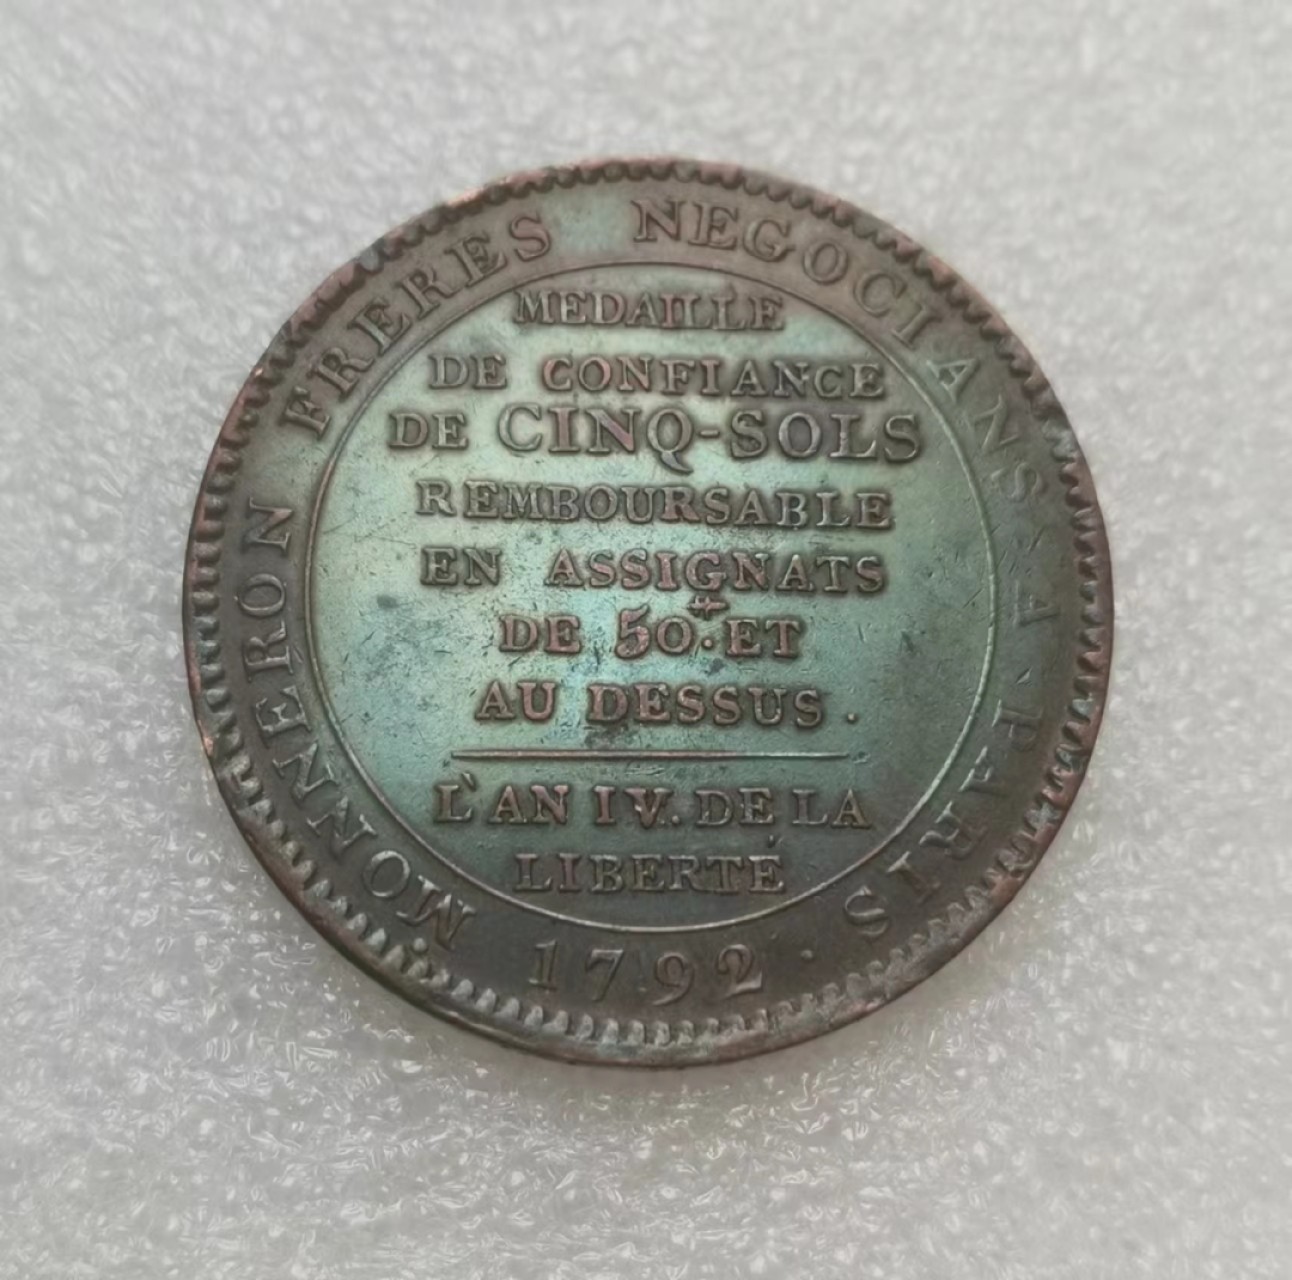 MONNERON FRERES NEGOCIANS A PARIS
MEDAILLE
DE CONFIANCE
DE CINQ-SOLS
REMBOURSABLE
EN ASSIGNATS
DE 50.ET
AU DESSUS.
L'AN IV. DE LA
LIBERTÉ
1792.